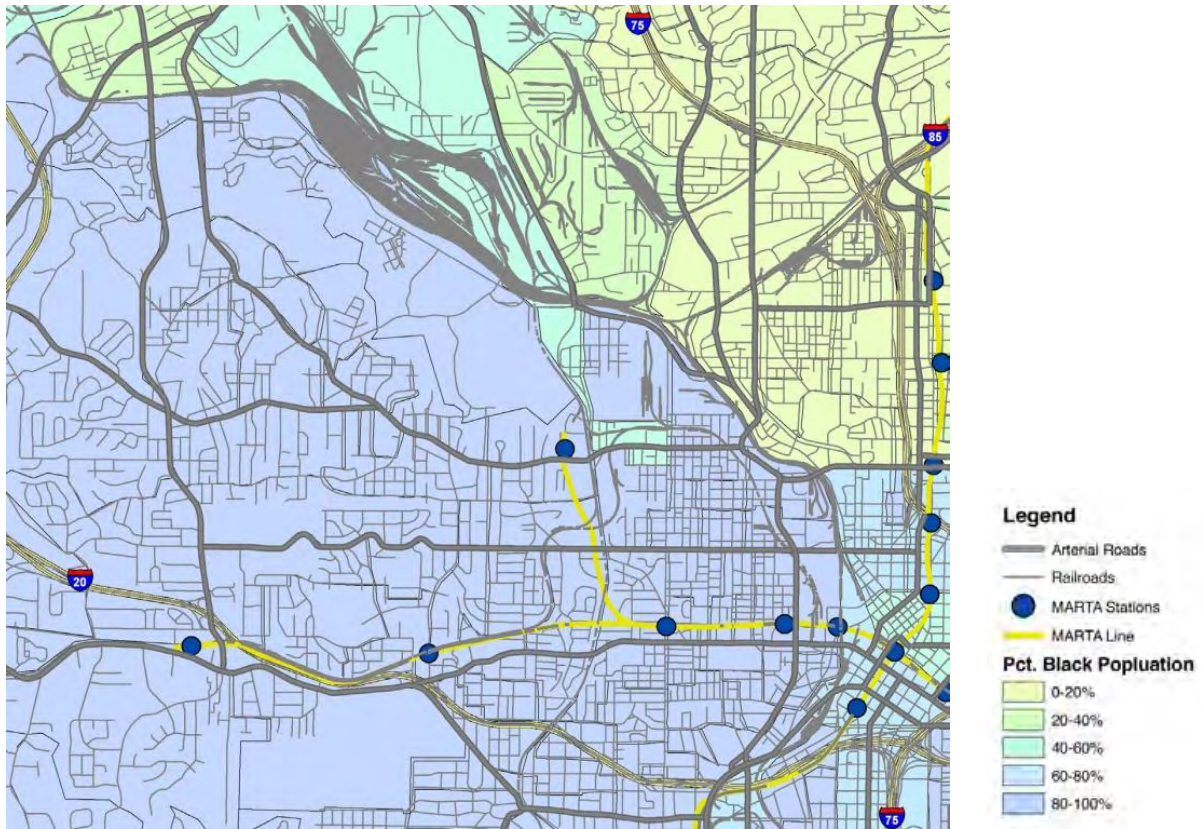 75
85
20
75
Legend
Arterial Roads
Railroads
MARTA Stations
MARTA Line
Pct. Black Popluation
0-20%
20-40%
40-60%
60-80%
80-100%